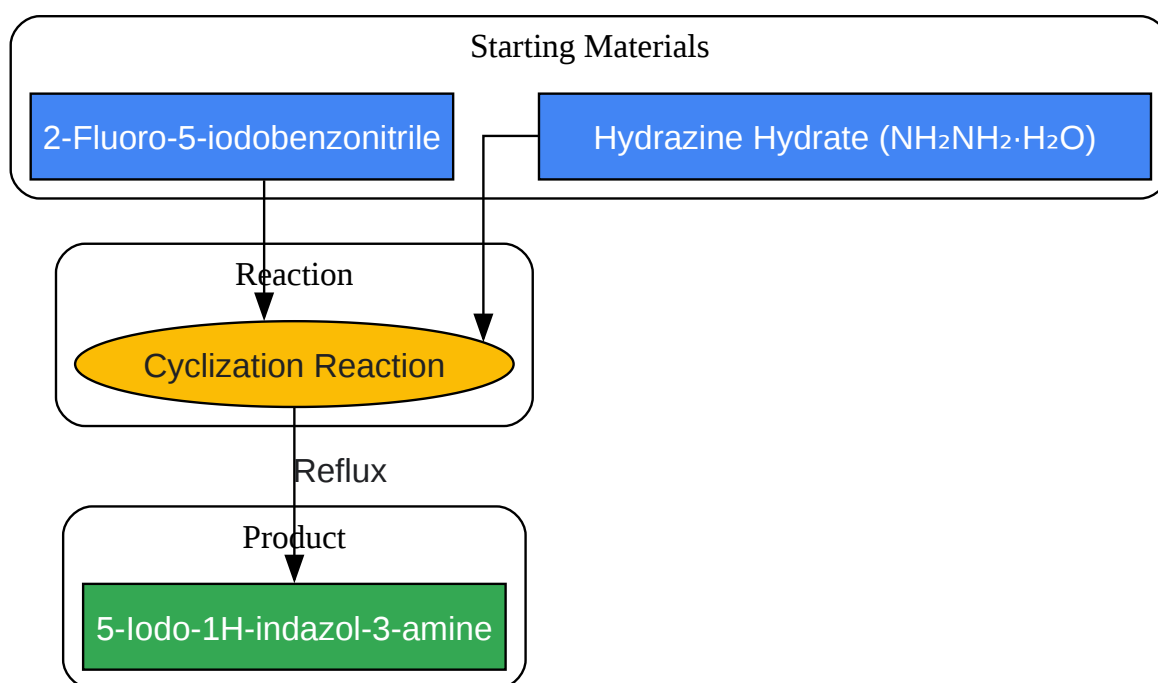 Starting Materials
2-Fluoro-5-iodobenzonitrile
Hydrazine Hydrate (NH₂NH₂·H₂O)
Reaction
Cyclization Reaction
Reflux
Product
5-Iodo-1H-indazol-3-amine